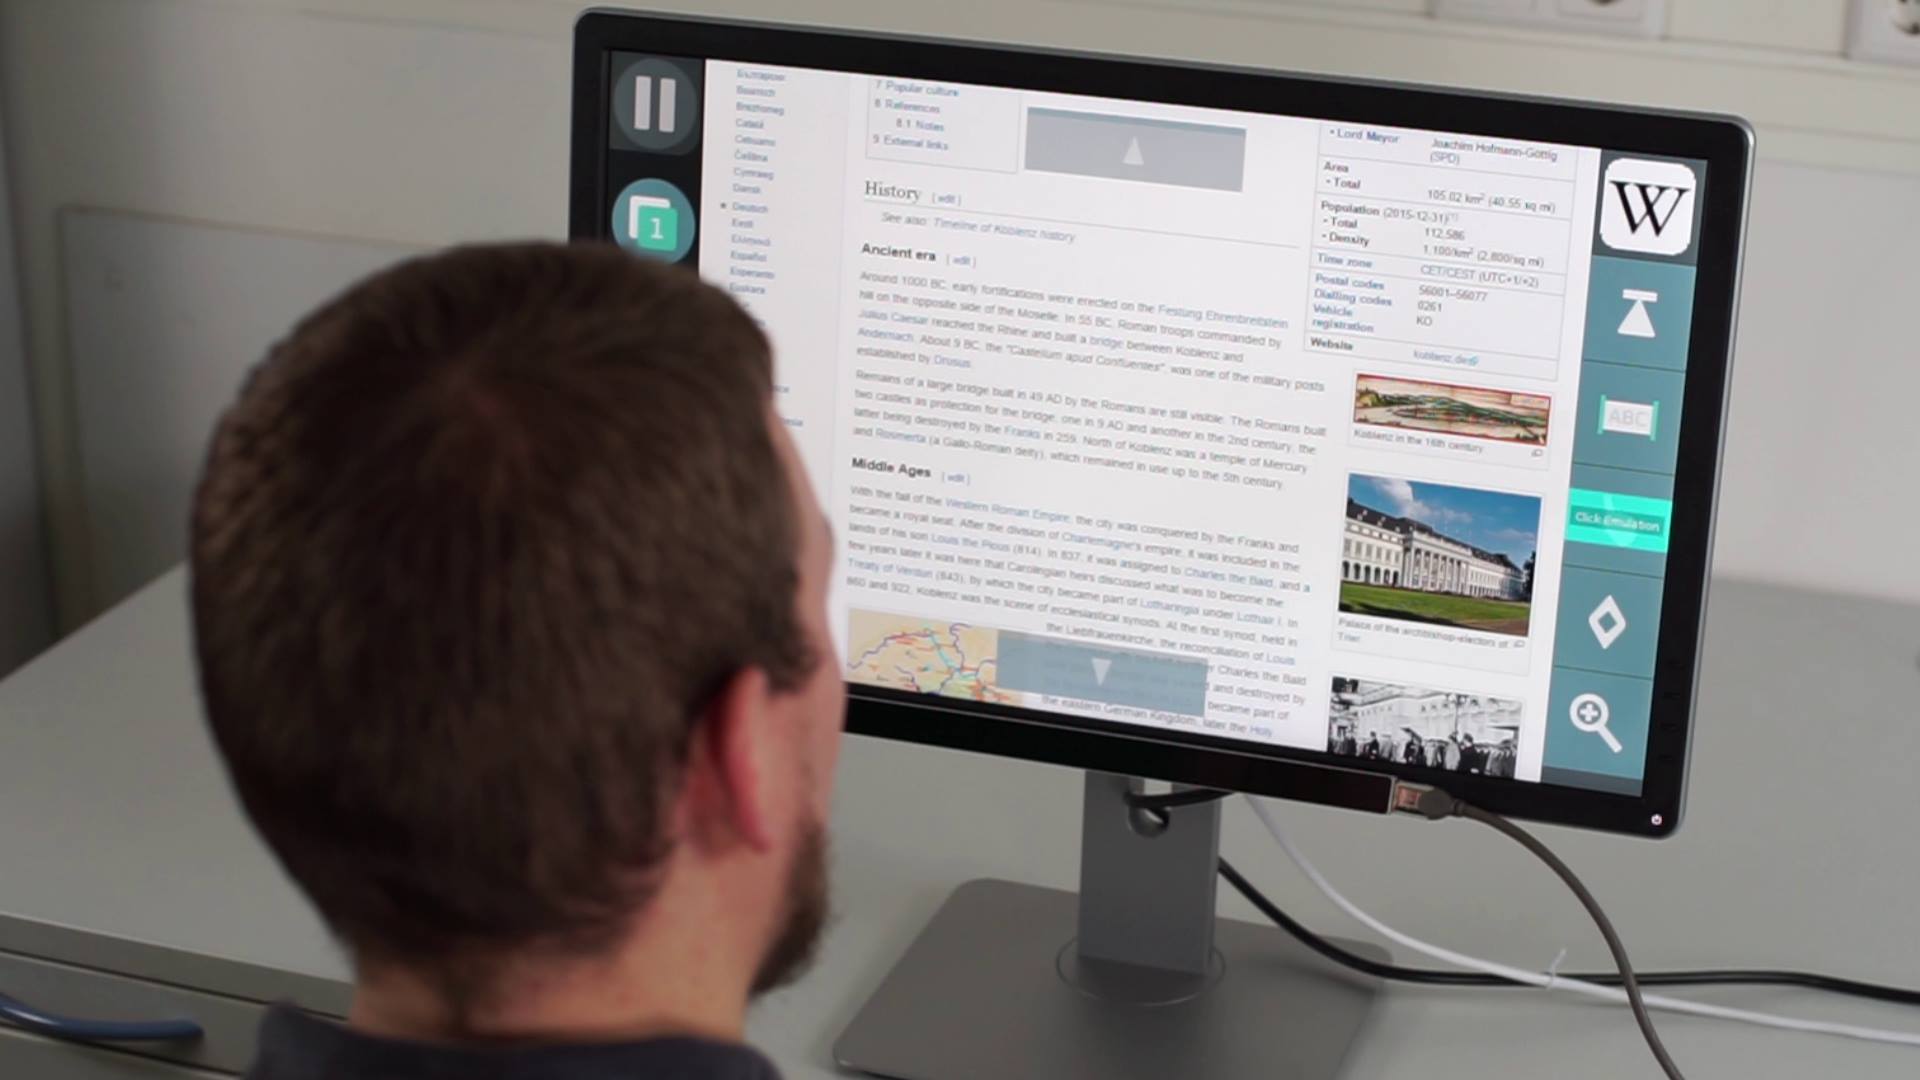 1
Boarisch
Brezhoneg
Català
Cebuano
Čeština
Cymraeg
Dansk
Deutsch
Eesti
Ελληνικά
Español
Esperanto
Euskara
7 Popular culture
8 References
8.1 Notes
9 External links
History [ edit ]
See also: Timeline of Koblenz history
Ancient era [ edit ]
Around 1000 BC, early fortifications were erected on the Festung Ehrenbreitstein
hill on the opposite side of the Moselle. In 55 BC, Roman troops commanded by
Julius Caesar reached the Rhine and built a bridge between Koblenz and
Andernach. About 9 BC, the "Castellum apud Confluentes", was one of the military posts
established by Drusus.
Remains of a large bridge built in 49 AD by the Romans are still visible. The Romans built
two castles as protection for the bridge, one in 9 AD and another in the 2nd century, the
latter being destroyed by the Franks in 259. North of Koblenz was a temple of Mercury
and Rosmerta (a Gallo-Roman deity), which remained in use up to the 5th century.
Middle Ages [ edit ]
With the fall of the Western Roman Empire, the city was conquered by the Franks and
became a royal seat. After the division of Charlemagne's empire, it was included in the
lands of his son Louis the Pious (814). In 837, it was assigned to Charles the Bald, and a
few years later it was here that Carolingian heirs discussed what was to become the
Treaty of Verdun (843), by which the city became part of Lotharingia under Lothair I. In
860 and 922, Koblenz was the scene of ecclesiastical synods. At the first synod, held in
the Liebfrauenkirche, the reconciliation of Louis
Charles the Bald
and destroyed by
became part of
the eastern German Kingdom, later the Holy
• Lord Mayor Joachim Hofmann-Göttig
(SPD)
Area
• Total 105.02 km² (40.55 sq mi)
Population (2015-12-31)[1]
• Total 112,586
• Density 1,100/km² (2,800/sq mi)
Time zone CET/CEST (UTC+1/+2)
Postal codes 56001–56077
Dialling codes 0261
Vehicle KO
registration
Website koblenz.de
Koblenz in the 16th century
Palace of the archbishop-electors of
Trier
W
ABC
Click Emulation